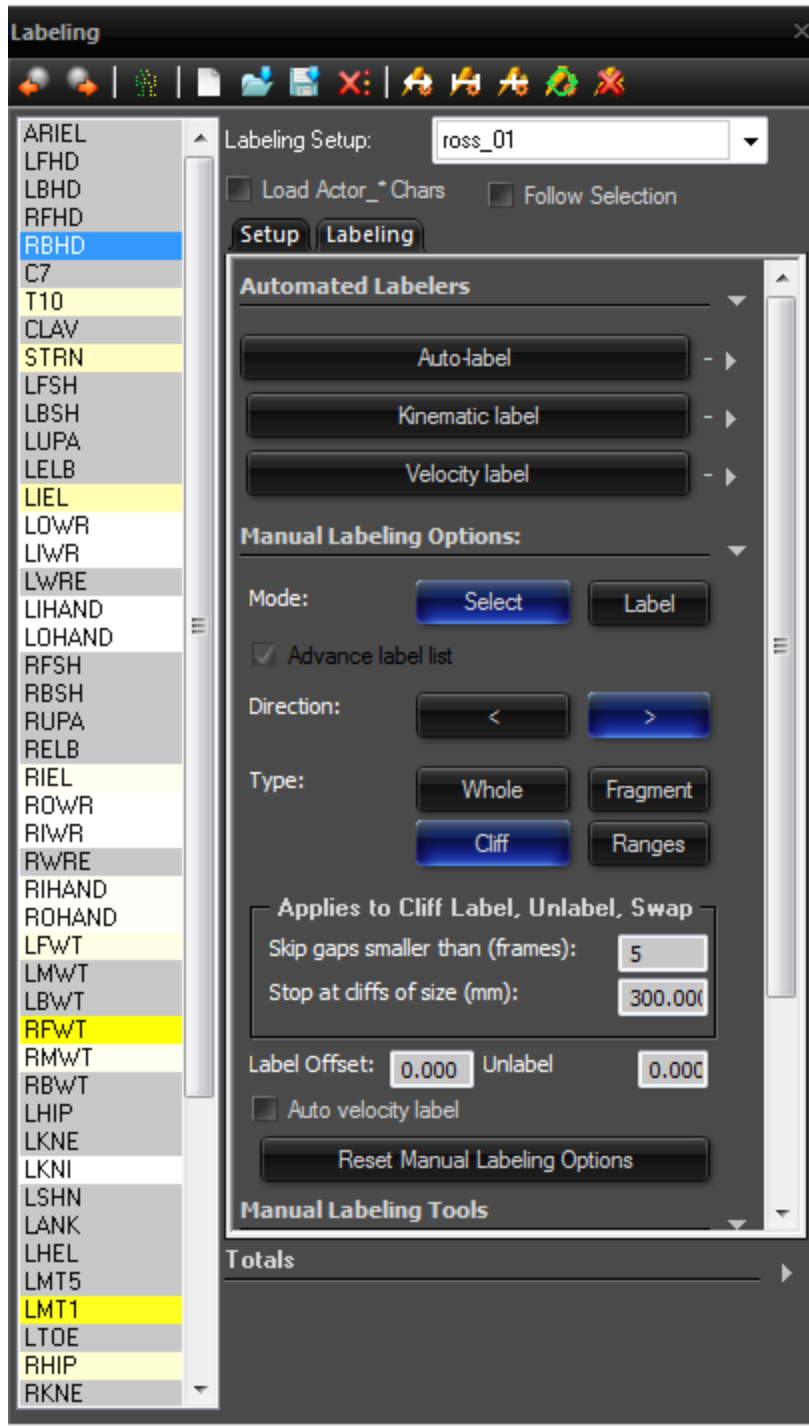 Labeling
ARIEL
LFHD
LBHD
RFHD
RBHD
C7
T10
CLAV
STRN
LFSH
LBSH
LUPA
LELB
LIEL
LOWR
LIWR
LWRE
LIHAND
LOHAND
RFSH
RBSH
RUPA
RELB
RIEL
ROWR
RIWR
RWRE
RIHAND
ROHAND
LFWT
LMWT
LBWT
RFWT
RMWT
RBWT
LHIP
LKNE
LKNI
LSHN
LANK
LHEL
LMT5
LMT1
LTOE
RHIP
RKNE
Labeling Setup: ross_01
Load Actor_* Chars Follow Selection
Setup Labeling
Automated Labelers
Auto-label -
Kinematic label -
Velocity label -
Manual Labeling Options:
Mode: Select Label
Advance label list
Direction: < >
Type: Whole Fragment
Cliff Ranges
Applies to Cliff Label, Unlabel, Swap
Skip gaps smaller than (frames): 5
Stop at cliffs of size (mm): 300.000
Label Offset: 0.000 Unlabel 0.000
Auto velocity label
Reset Manual Labeling Options
Manual Labeling Tools
Totals